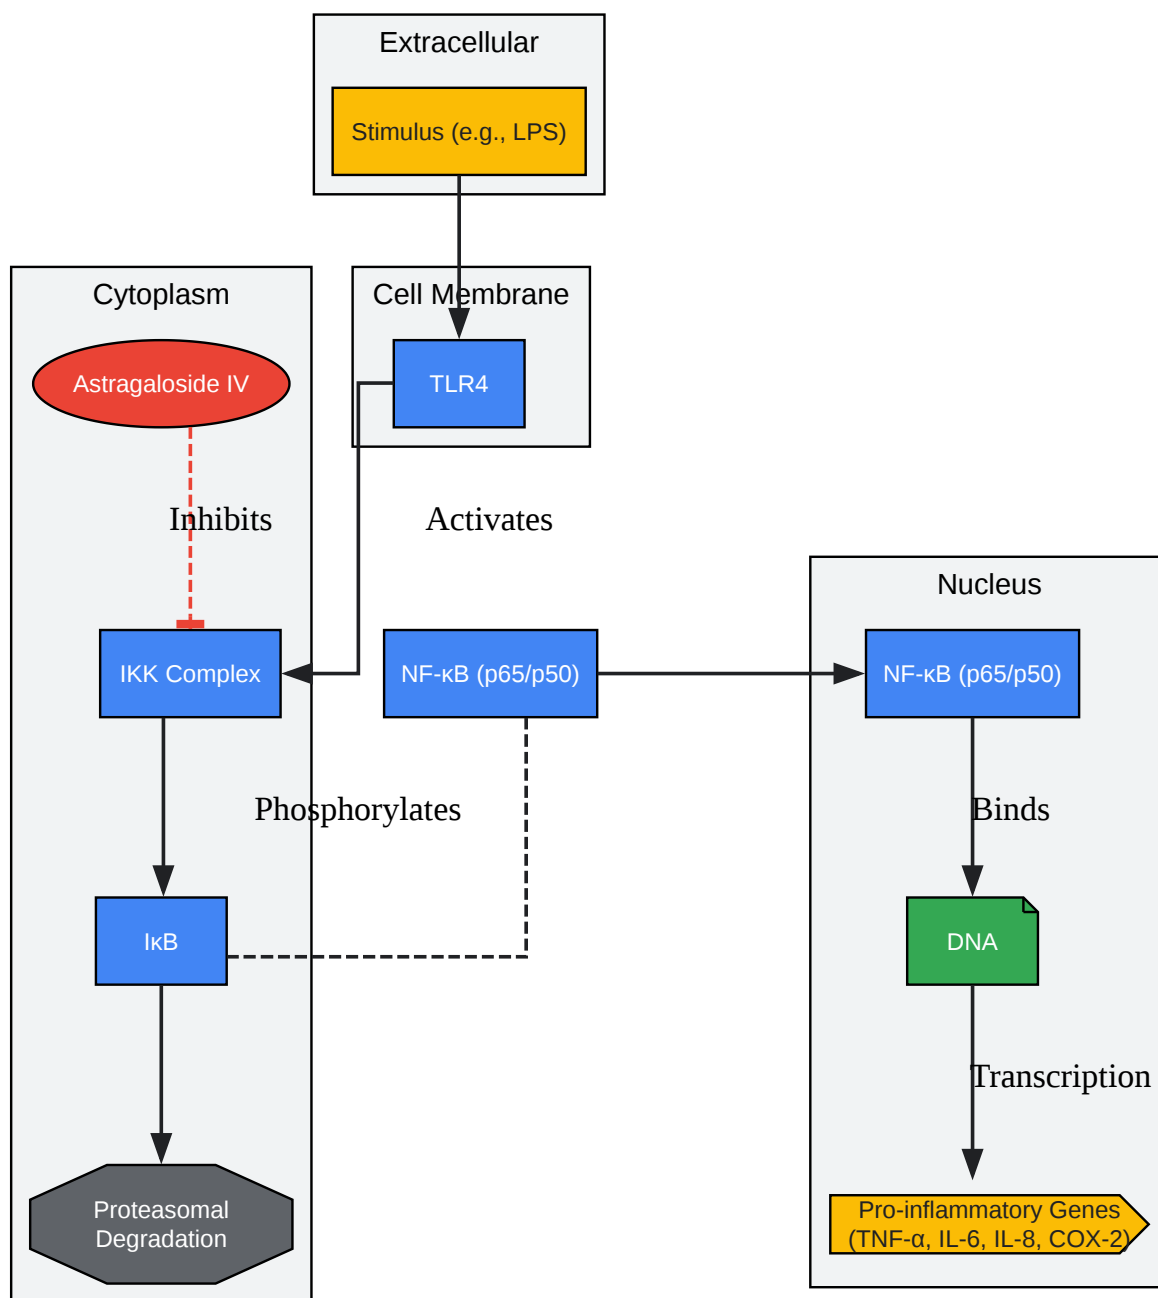 Extracellular
Stimulus (e.g., LPS)
Cytoplasm
Cell Membrane
Astragaloside IV
TLR4
Inhibits
Activates
Nucleus
IKK Complex
NF-κB (p65/p50)
NF-κB (p65/p50)
Phosphorylates
Binds
IκB
DNA
Transcription
Proteasomal
Degradation
Pro-inflammatory Genes
(TNF-α, IL-6, IL-8, COX-2)